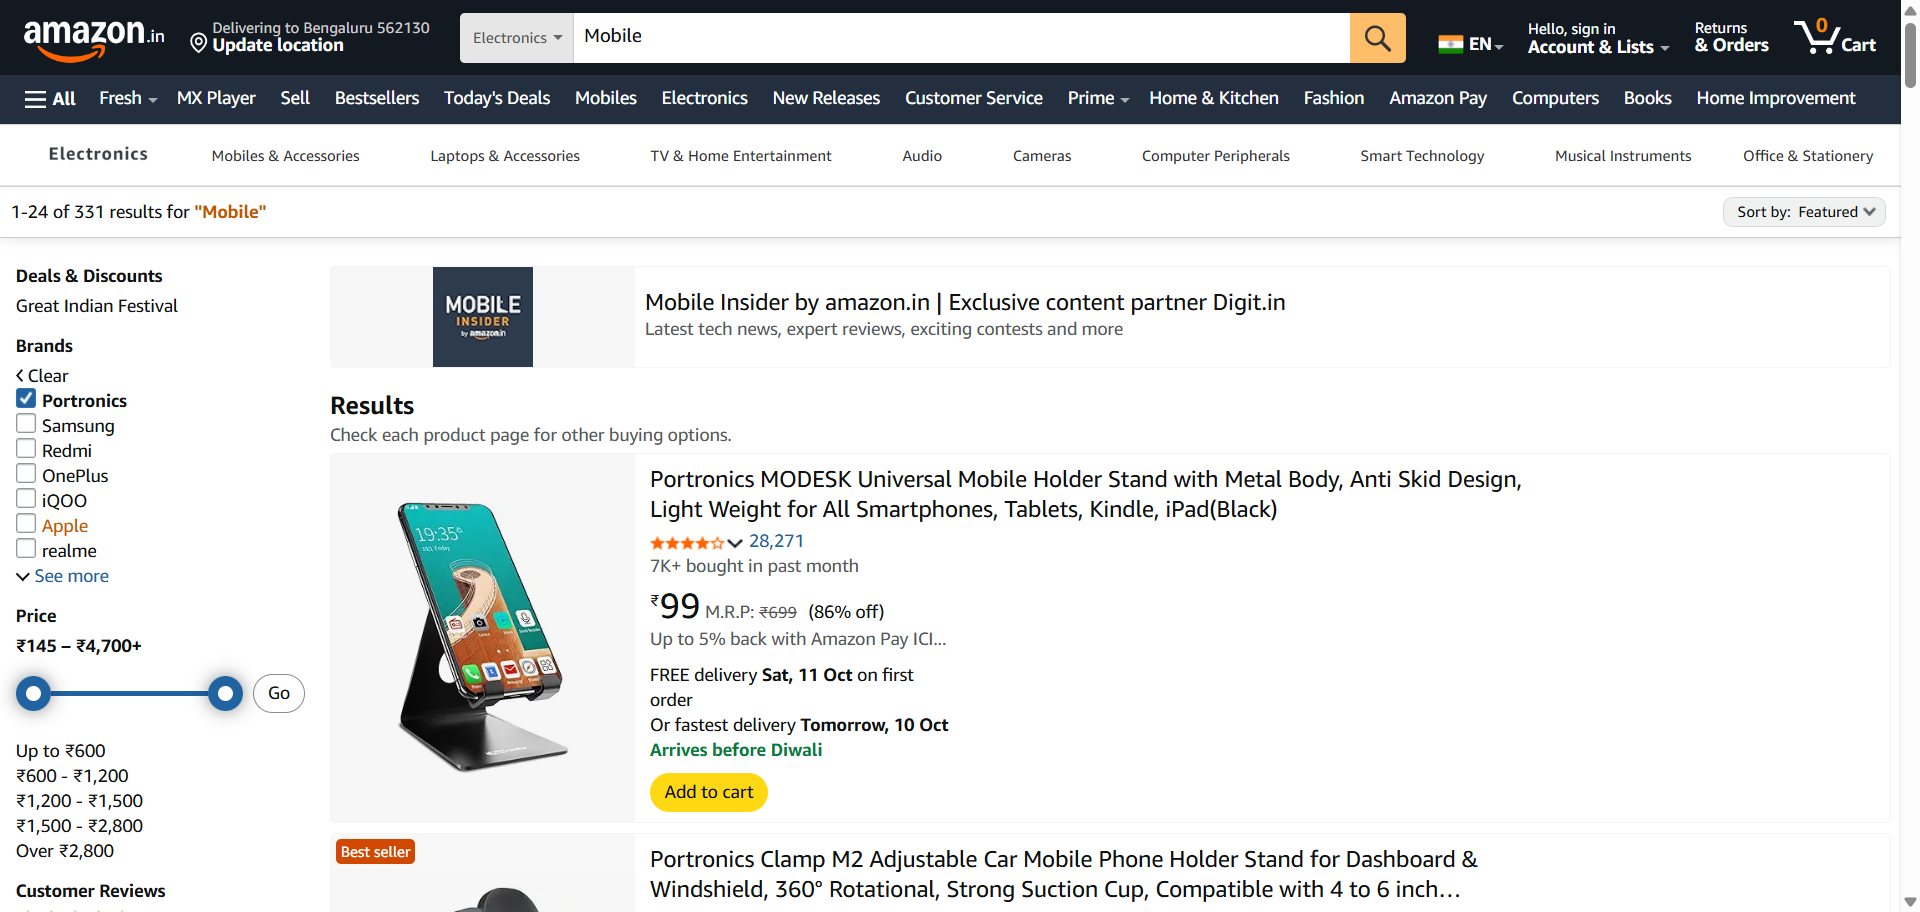 amazon.in
Delivering to Bengaluru 562130
Update location
Electronics
Mobile
EN
Hello, sign in
Account & Lists
Returns
& Orders
0
Cart
All
Fresh
MX Player
Sell
Bestsellers
Today's Deals
Mobiles
Electronics
New Releases
Customer Service
Prime
Home & Kitchen
Fashion
Amazon Pay
Computers
Books
Home Improvement
Electronics
Mobiles & Accessories
Laptops & Accessories
TV & Home Entertainment
Audio
Cameras
Computer Peripherals
Smart Technology
Musical Instruments
Office & Stationery
1-24 of 331 results for "Mobile"
Sort by: Featured
Deals & Discounts
Great Indian Festival
Brands
Clear
Portronics
Samsung
Redmi
OnePlus
iQOO
Apple
realme
See more
Price
₹145 – ₹4,700+
Go
Up to ₹600
₹600 - ₹1,200
₹1,200 - ₹1,500
₹1,500 - ₹2,800
Over ₹2,800
Customer Reviews
MOBILE
INSIDER
by amazon.in
Mobile Insider by amazon.in | Exclusive content partner Digit.in
Latest tech news, expert reviews, exciting contests and more
Results
Check each product page for other buying options.
19:35
Portronics MODESK Universal Mobile Holder Stand with Metal Body, Anti Skid Design,
Light Weight for All Smartphones, Tablets, Kindle, iPad(Black)
28,271
7K+ bought in past month
₹99 M.R.P: ₹699 (86% off)
Up to 5% back with Amazon Pay ICI...
FREE delivery Sat, 11 Oct on first
order
Or fastest delivery Tomorrow, 10 Oct
Arrives before Diwali
Add to cart
Best seller
Portronics Clamp M2 Adjustable Car Mobile Phone Holder Stand for Dashboard &
Windshield, 360° Rotational, Strong Suction Cup, Compatible with 4 to 6 inch…